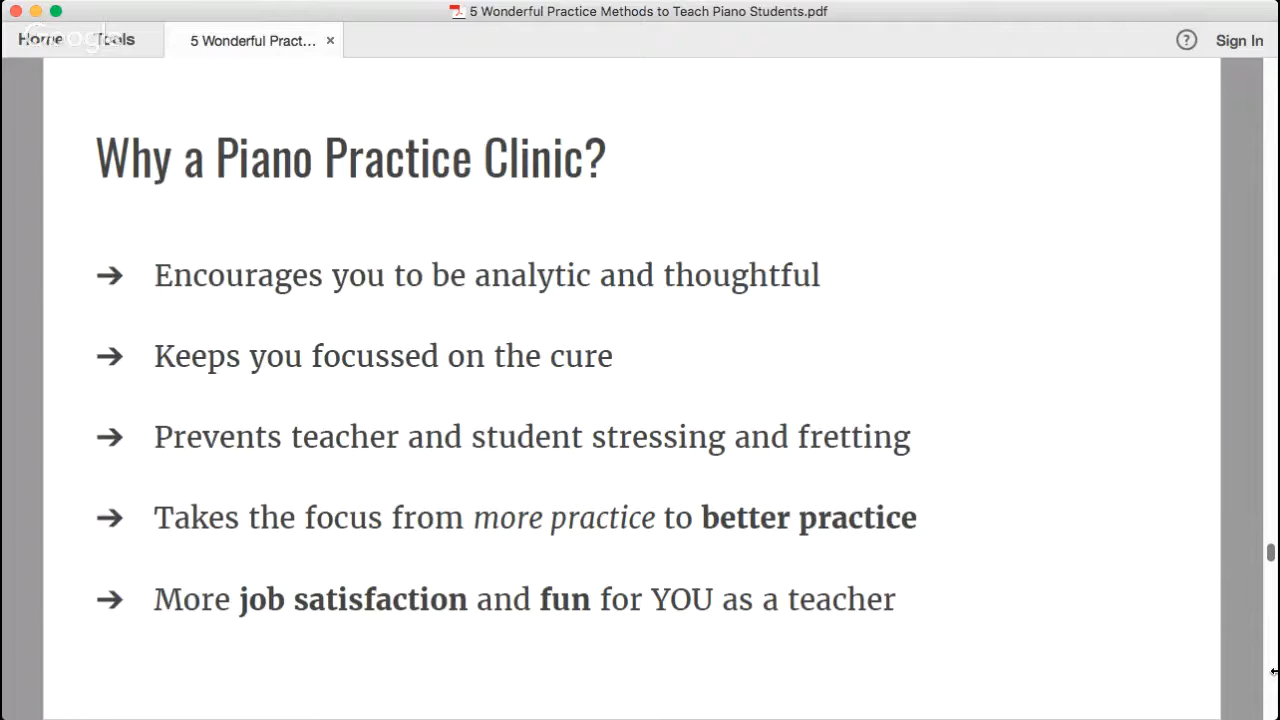 5 Wonderful Practice Methods to Teach Piano Students.pdf
Home Tools 5 Wonderful Pract... × ? Sign In
Google
Why a Piano Practice Clinic?
➔ Encourages you to be analytic and thoughtful
➔ Keeps you focussed on the cure
➔ Prevents teacher and student stressing and fretting
➔ Takes the focus from more practice to better practice
➔ More job satisfaction and fun for YOU as a teacher